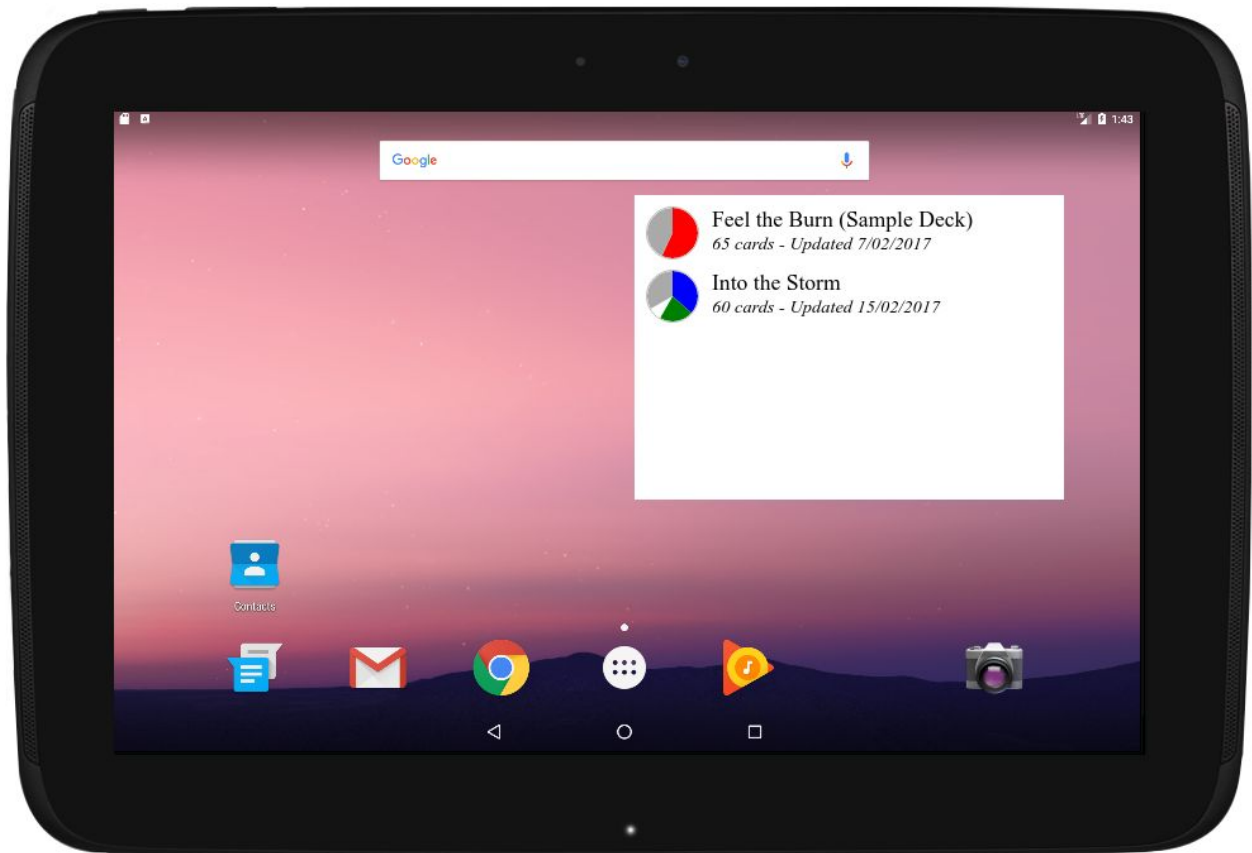 1:43
Google
Feel the Burn (Sample Deck)
65 cards - Updated 7/02/2017
Into the Storm
60 cards - Updated 15/02/2017
Contacts